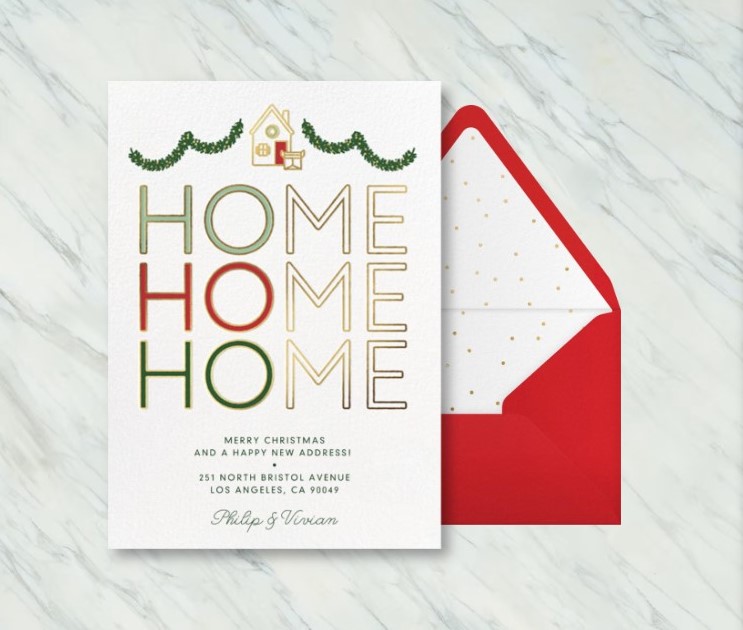 HOME
HOME
HOME
MERRY CHRISTMAS
AND A HAPPY NEW ADDRESS!
251 NORTH BRISTOL AVENUE
LOS ANGELES, CA 90049
Philip & Vivian